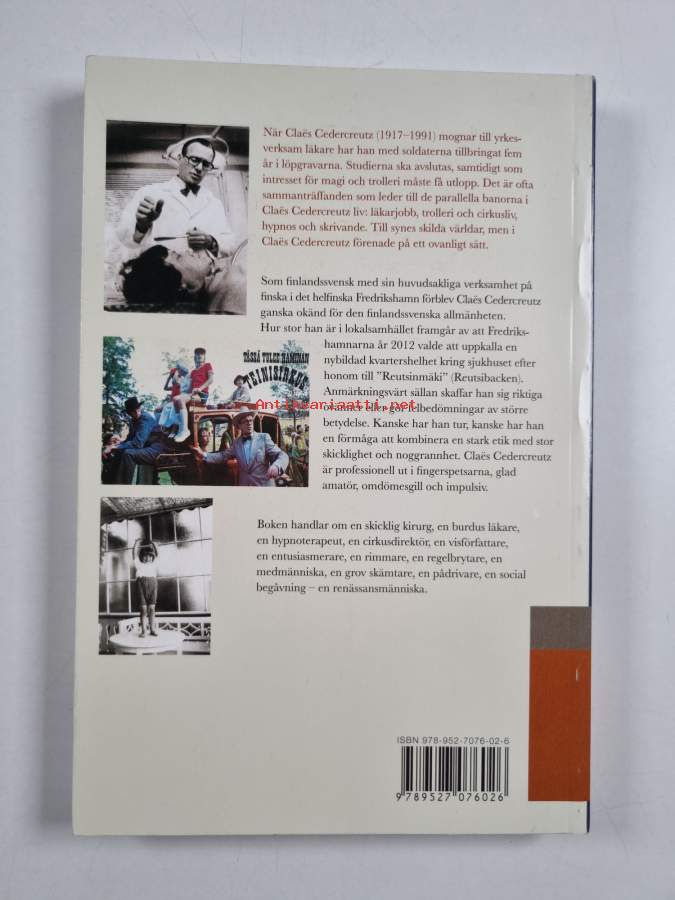 När Claës Cedercreutz (1917–1991) mognar till yrkes-
verksam läkare har han med soldaterna tillbringat fem
år i löpgravarna. Studierna ska avslutas, samtidigt som
intresset för magi och trolleri måste få utlopp. Det är ofta
sammanträffanden som leder till de parallella banorna i
Claës Cedercreutz liv: läkarjobb, trolleri och cirkusliv,
hypnos och skrivande. Till synes skilda världar, men i
Claës Cedercreutz förenade på ett ovanligt sätt.
Som finlandssvensk med sin huvudsakliga verksamhet på
finska i det helfinska Fredrikshamn förblev Claës Cedercreutz
ganska okänd för den finlandssvenska allmänheten.
Hur stor han är i lokalsamhället framgår av att Fredriks-
hamnarna år 2012 valde att uppkalla en
nybildad kvartershelhet kring sjukhuset efter
honom till ”Reutsinmäki” (Reutsibacken).
Anmärkningsvärt sällan skaffar han sig riktiga
ovänner eller gör felbedömningar av större
betydelse. Kanske har han tur, kanske har han
en förmåga att kombinera en stark etik med stor
skicklighet och noggrannhet. Claës Cedercreutz
är professionell ut i fingerspetsarna, glad
amatör, omdömesgill och impulsiv.
PÄSSÄ TULEE HAMINAN
TEINISIRKUS
Antikvariaatti.net
Boken handlar om en skicklig kirurg, en burdus läkare,
en hypnoterapeut, en cirkusdirektör, en visförfattare,
en entusiasmerare, en rimmare, en regelbrytare, en
medmänniska, en grov skämtare, en pådrivare, en social
begåvning – en renässansmänniska.
ISBN 978-952-7076-02-6
9 789527 076026